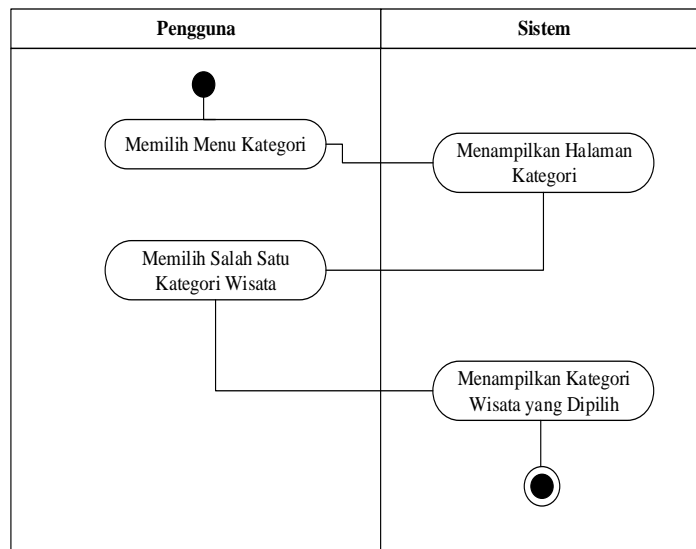 Pengguna
Sistem
Memilih Menu Kategori
Menampilkan Halaman
Kategori
Memilih Salah Satu
Kategori Wisata
Menampilkan Kategori
Wisata yang Dipilih